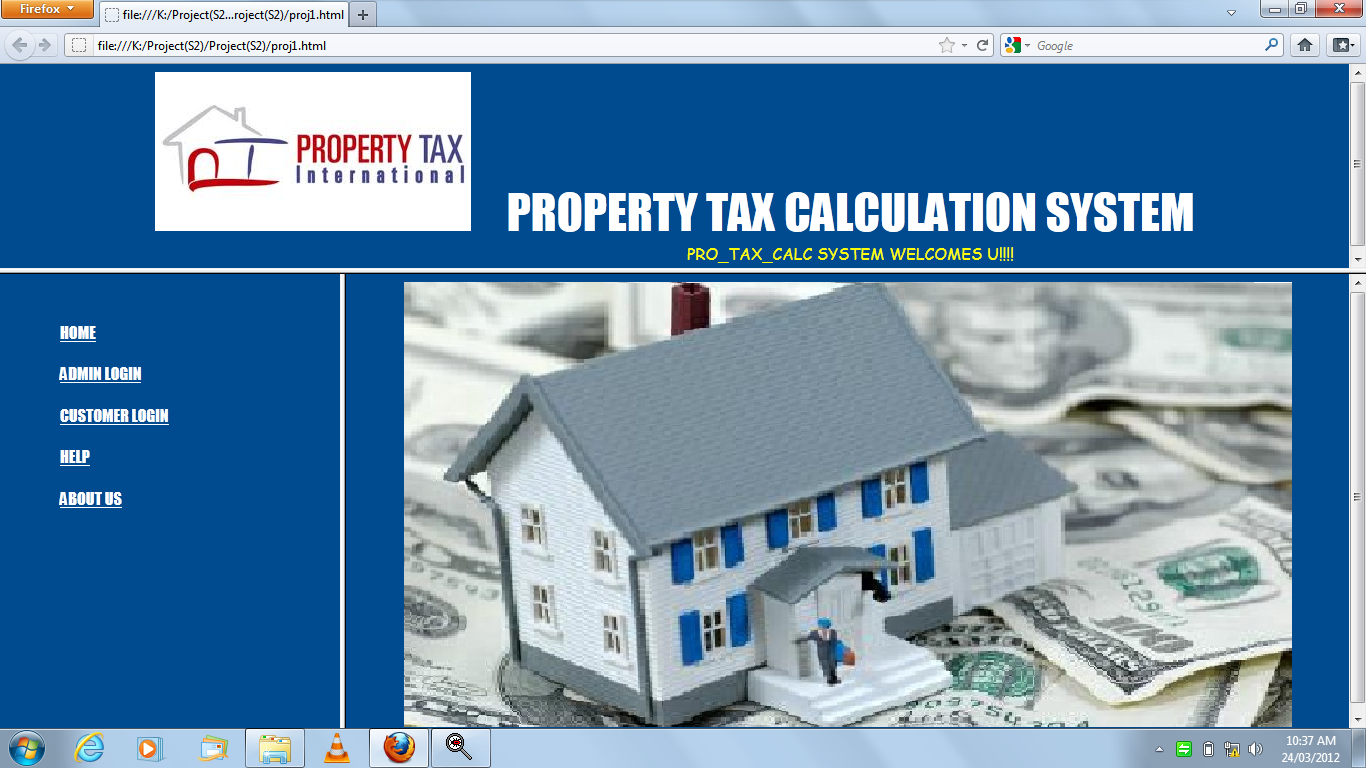 Firefox
file:///K:/Project(S2...roject(S2)/proj1.html
file:///K:/Project(S2)/Project(S2)/proj1.html
Google
PROPERTY TAX
International
PROPERTY TAX CALCULATION SYSTEM
PRO_TAX_CALC SYSTEM WELCOMES U!!!!
HOME
ADMIN LOGIN
CUSTOMER LOGIN
HELP
ABOUT US
10:37 AM
24/03/2012